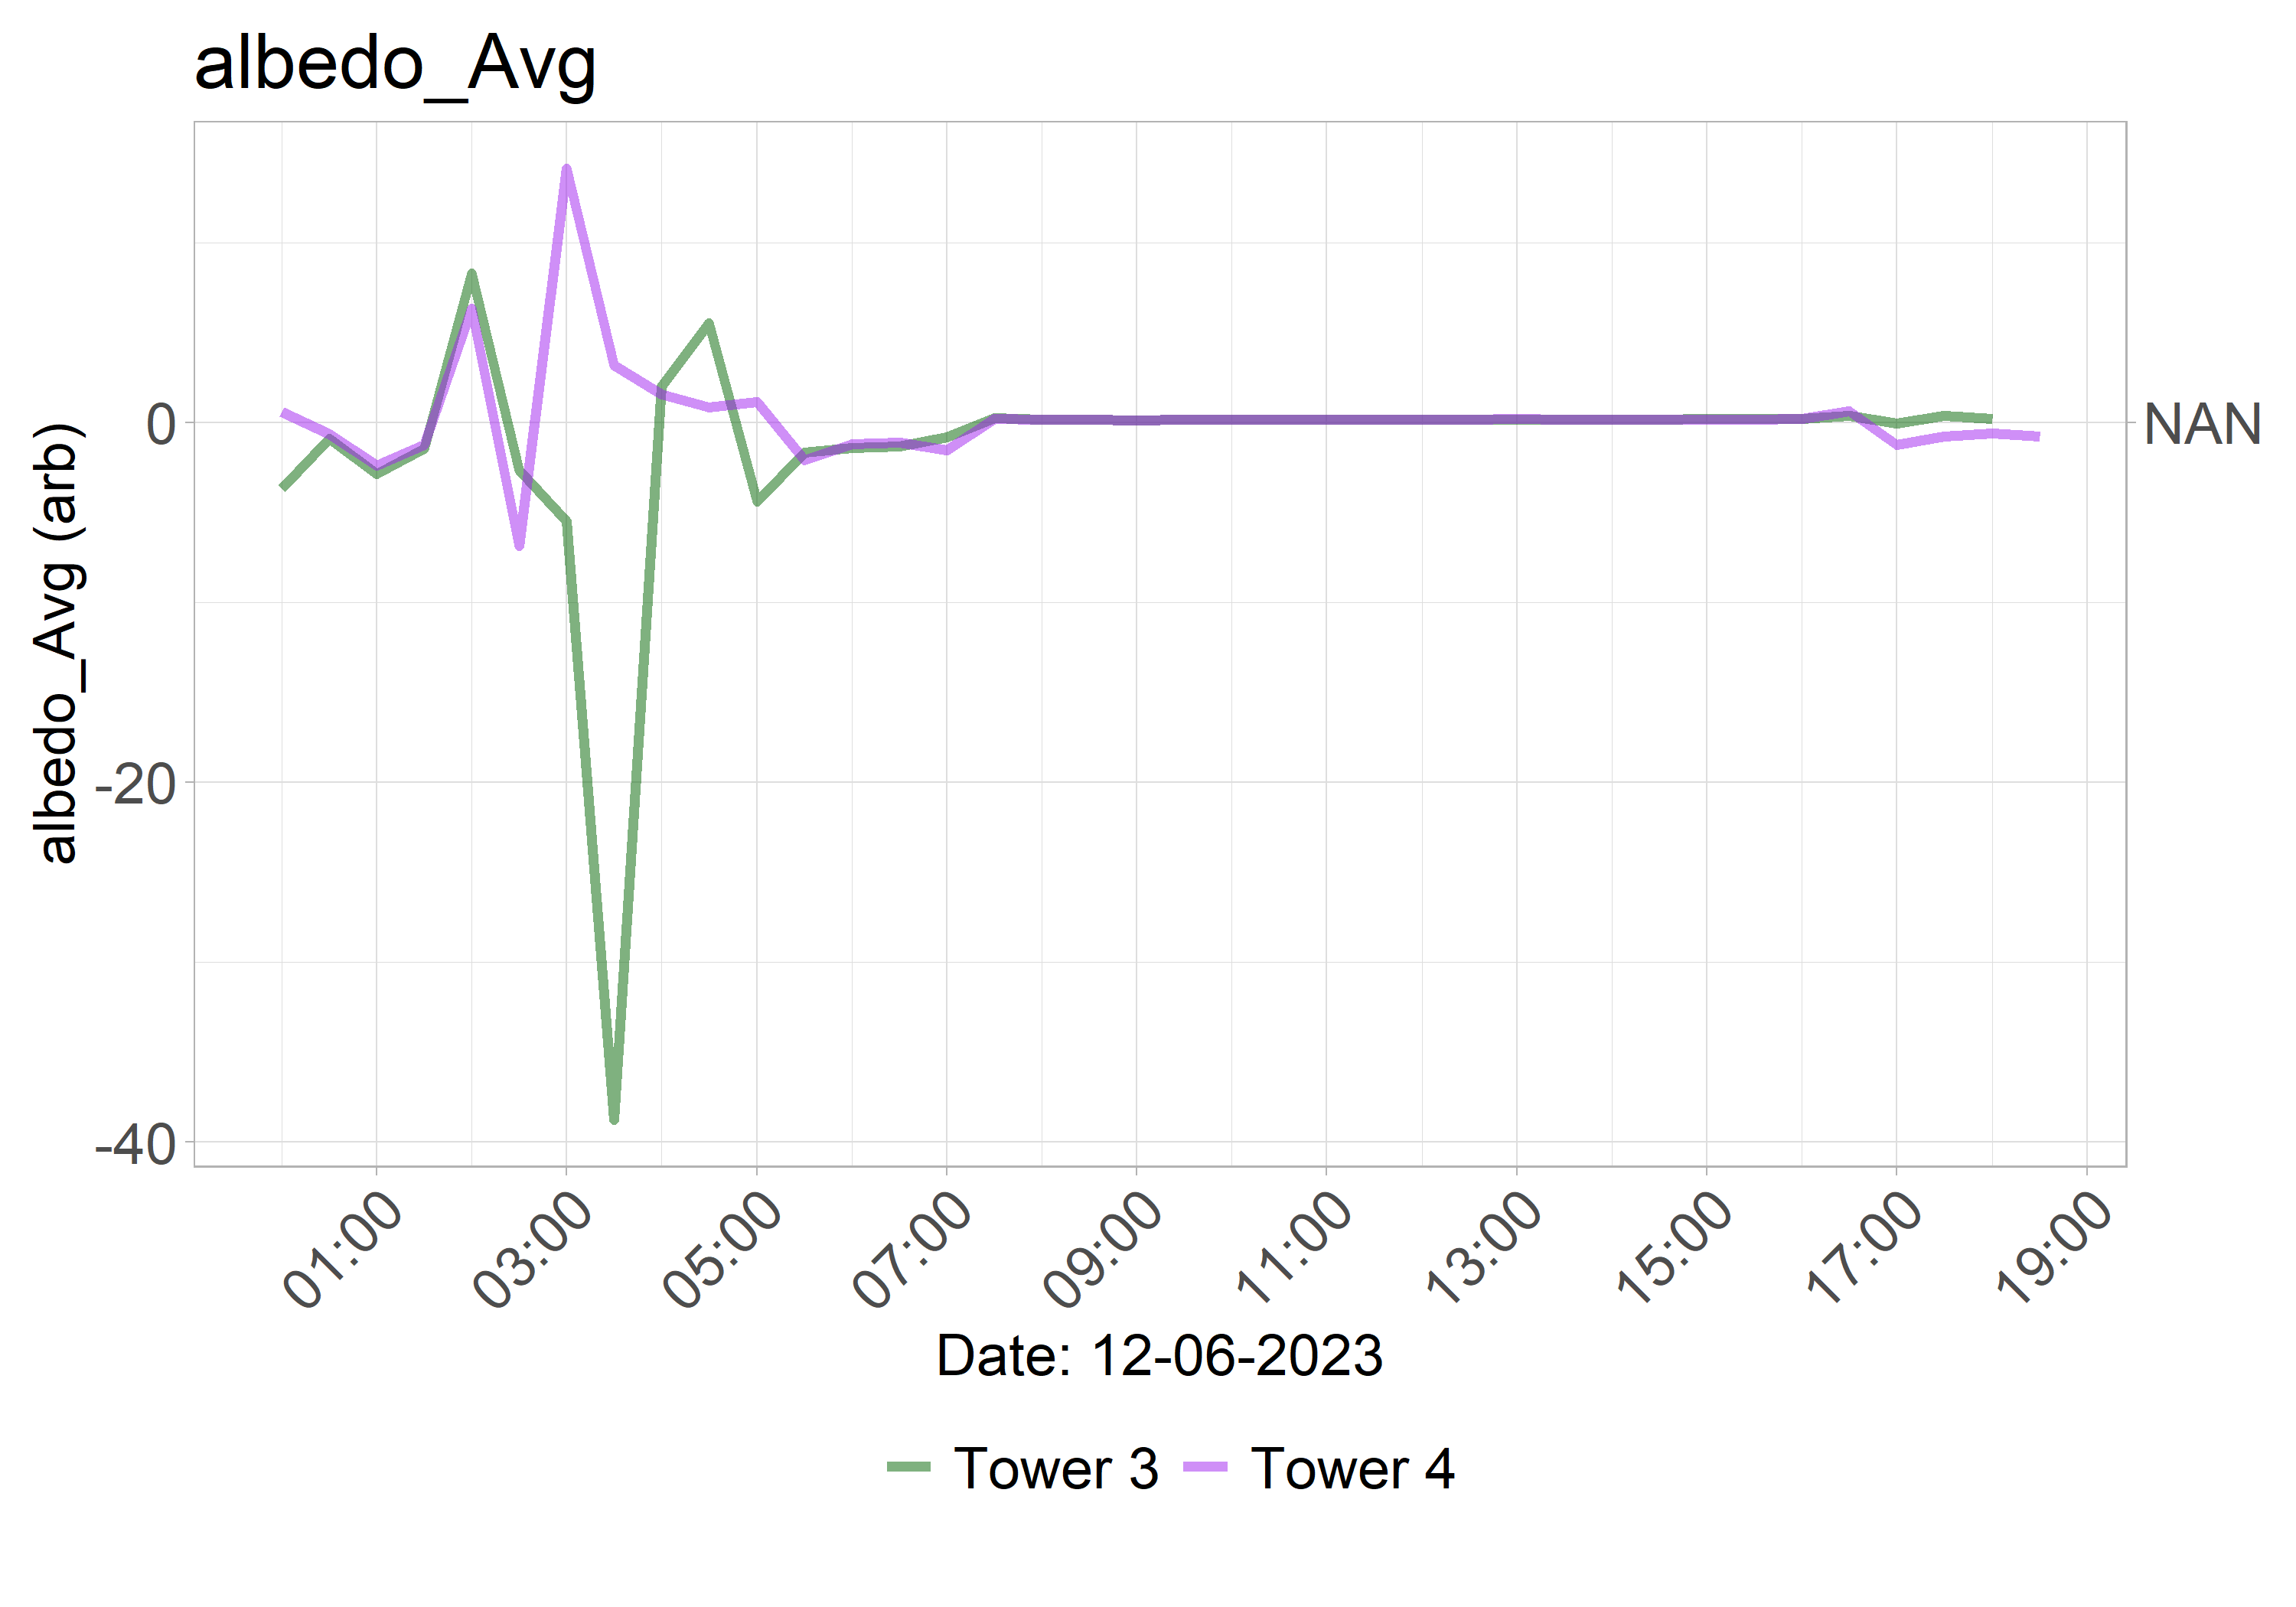 albedo_Avg
albedo_Avg (arb)
0
-20
-40
NAN
01:00
03:00
05:00
07:00
09:00
11:00
13:00
15:00
17:00
19:00
Date: 12-06-2023
Tower 3
Tower 4